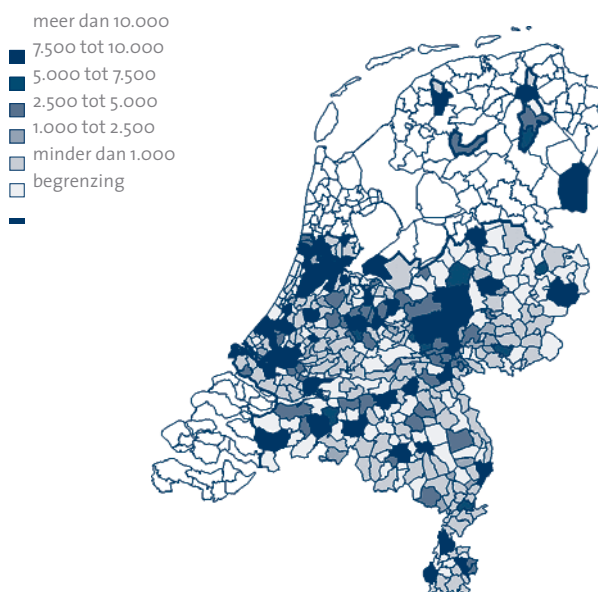 meer dan 10.000
7.500 tot 10.000
5.000 tot 7.500
2.500 tot 5.000
1.000 tot 2.500
minder dan 1.000
begrenzing